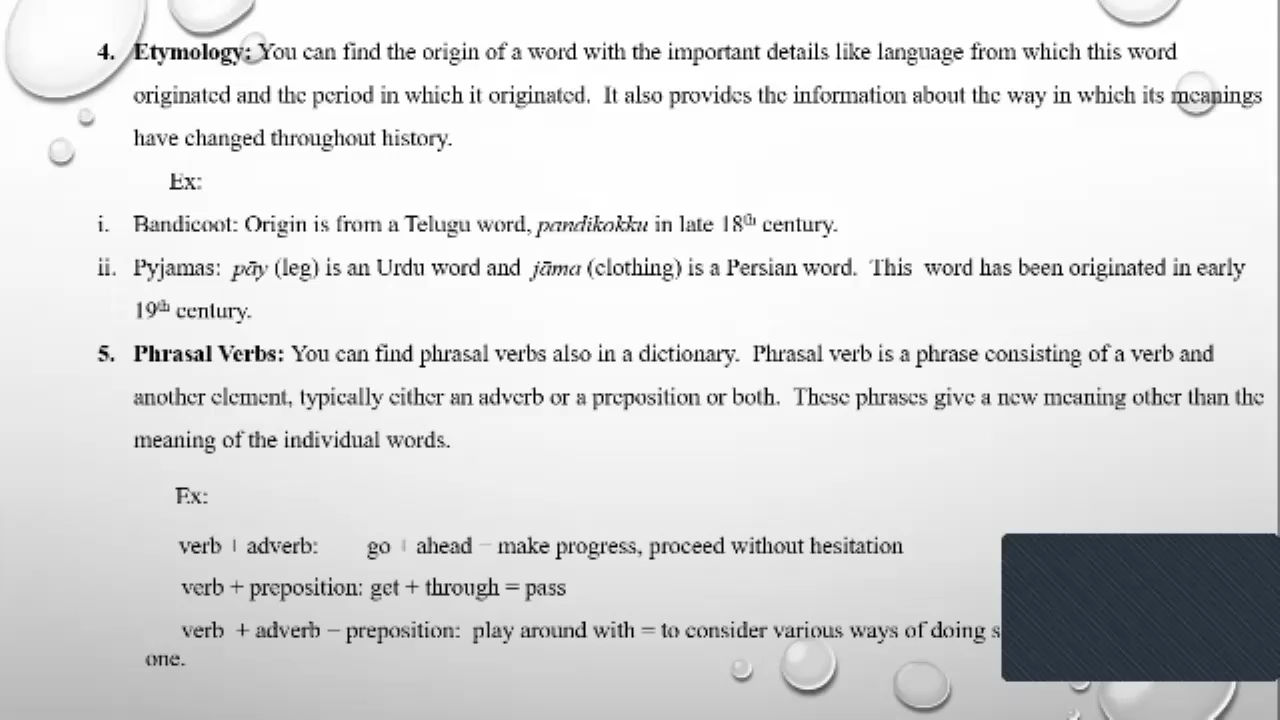 4. Etymology: You can find the origin of a word with the important details like language from which this word
originated and the period in which it originated. It also provides the information about the way in which its meanings
have changed throughout history.
Ex:
i. Bandicoot: Origin is from a Telugu word, pandikokku in late 18th century.
ii. Pyjamas: pāy (leg) is an Urdu word and jāma (clothing) is a Persian word. This word has been originated in early
19th century.
5. Phrasal Verbs: You can find phrasal verbs also in a dictionary. Phrasal verb is a phrase consisting of a verb and
another element, typically either an adverb or a preposition or both. These phrases give a new meaning other than the
meaning of the individual words.
Ex:
verb + adverb: go + ahead – make progress, proceed without hesitation
verb + preposition: get + through = pass
verb + adverb – preposition: play around with = to consider various ways of doing
one.